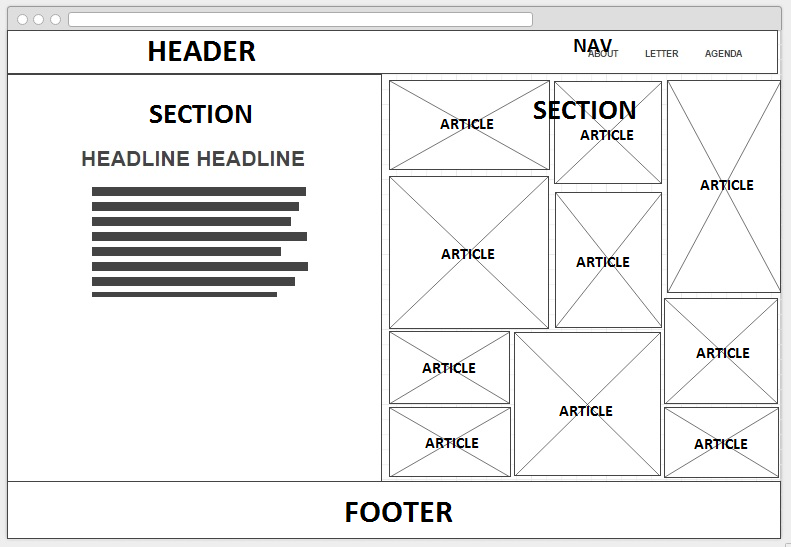 HEADER
NAV
ABOUT LETTER AGENDA
SECTION
HEADLINE HEADLINE
SECTION
ARTICLE
ARTICLE
ARTICLE
ARTICLE
ARTICLE
ARTICLE
ARTICLE
ARTICLE
ARTICLE
ARTICLE
FOOTER